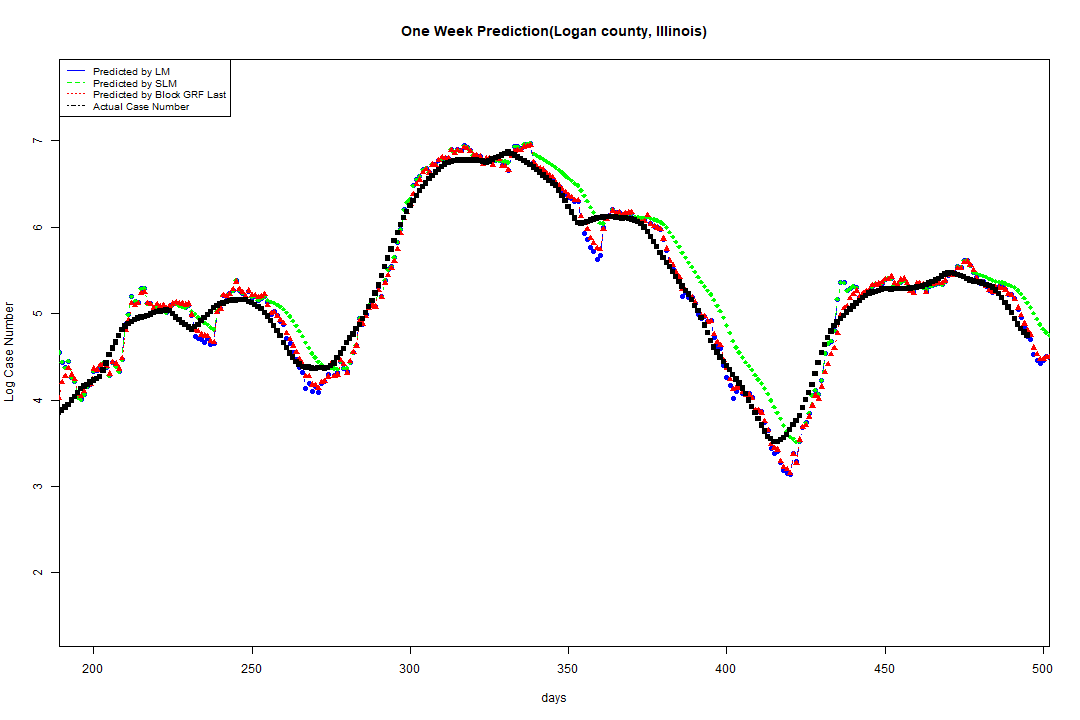 One Week Prediction(Logan county, Illinois)
Predicted by LM
Predicted by SLM
Predicted by Block GRF Last
Actual Case Number
7
6
5
4
3
2
Log Case Number
200 250 300 350 400 450 500
days